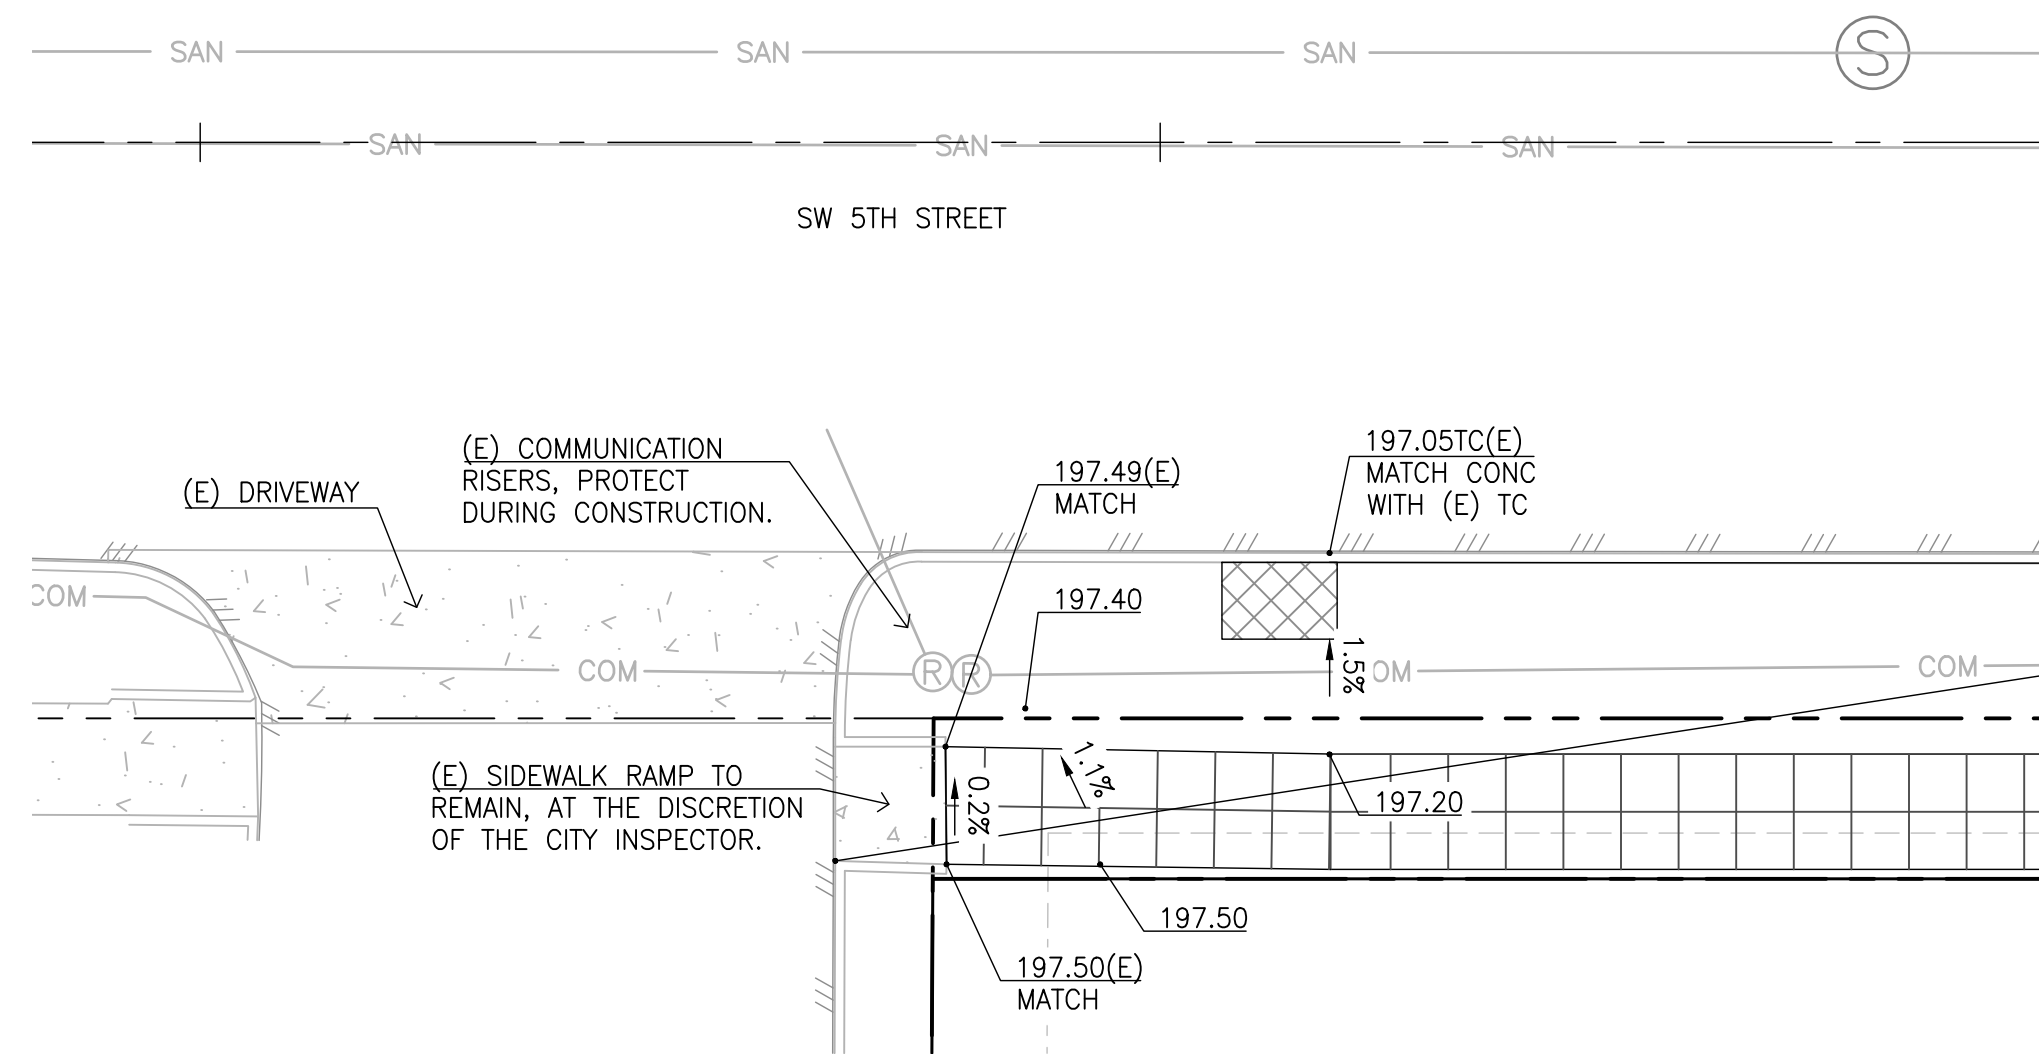 SAN SAN SAN S
SAN SAN SAN
SW 5TH STREET
(E) DRIVEWAY
(E) COMMUNICATION
RISERS, PROTECT
DURING CONSTRUCTION.
197.49(E)
MATCH
197.05TC(E)
MATCH CONC
WITH (E) TC
197.40
COM
COM
R R
1.5%
OM
COM
(E) SIDEWALK RAMP TO
REMAIN, AT THE DISCRETION
OF THE CITY INSPECTOR.
0.2%
1.1%
197.20
197.50
197.50(E)
MATCH